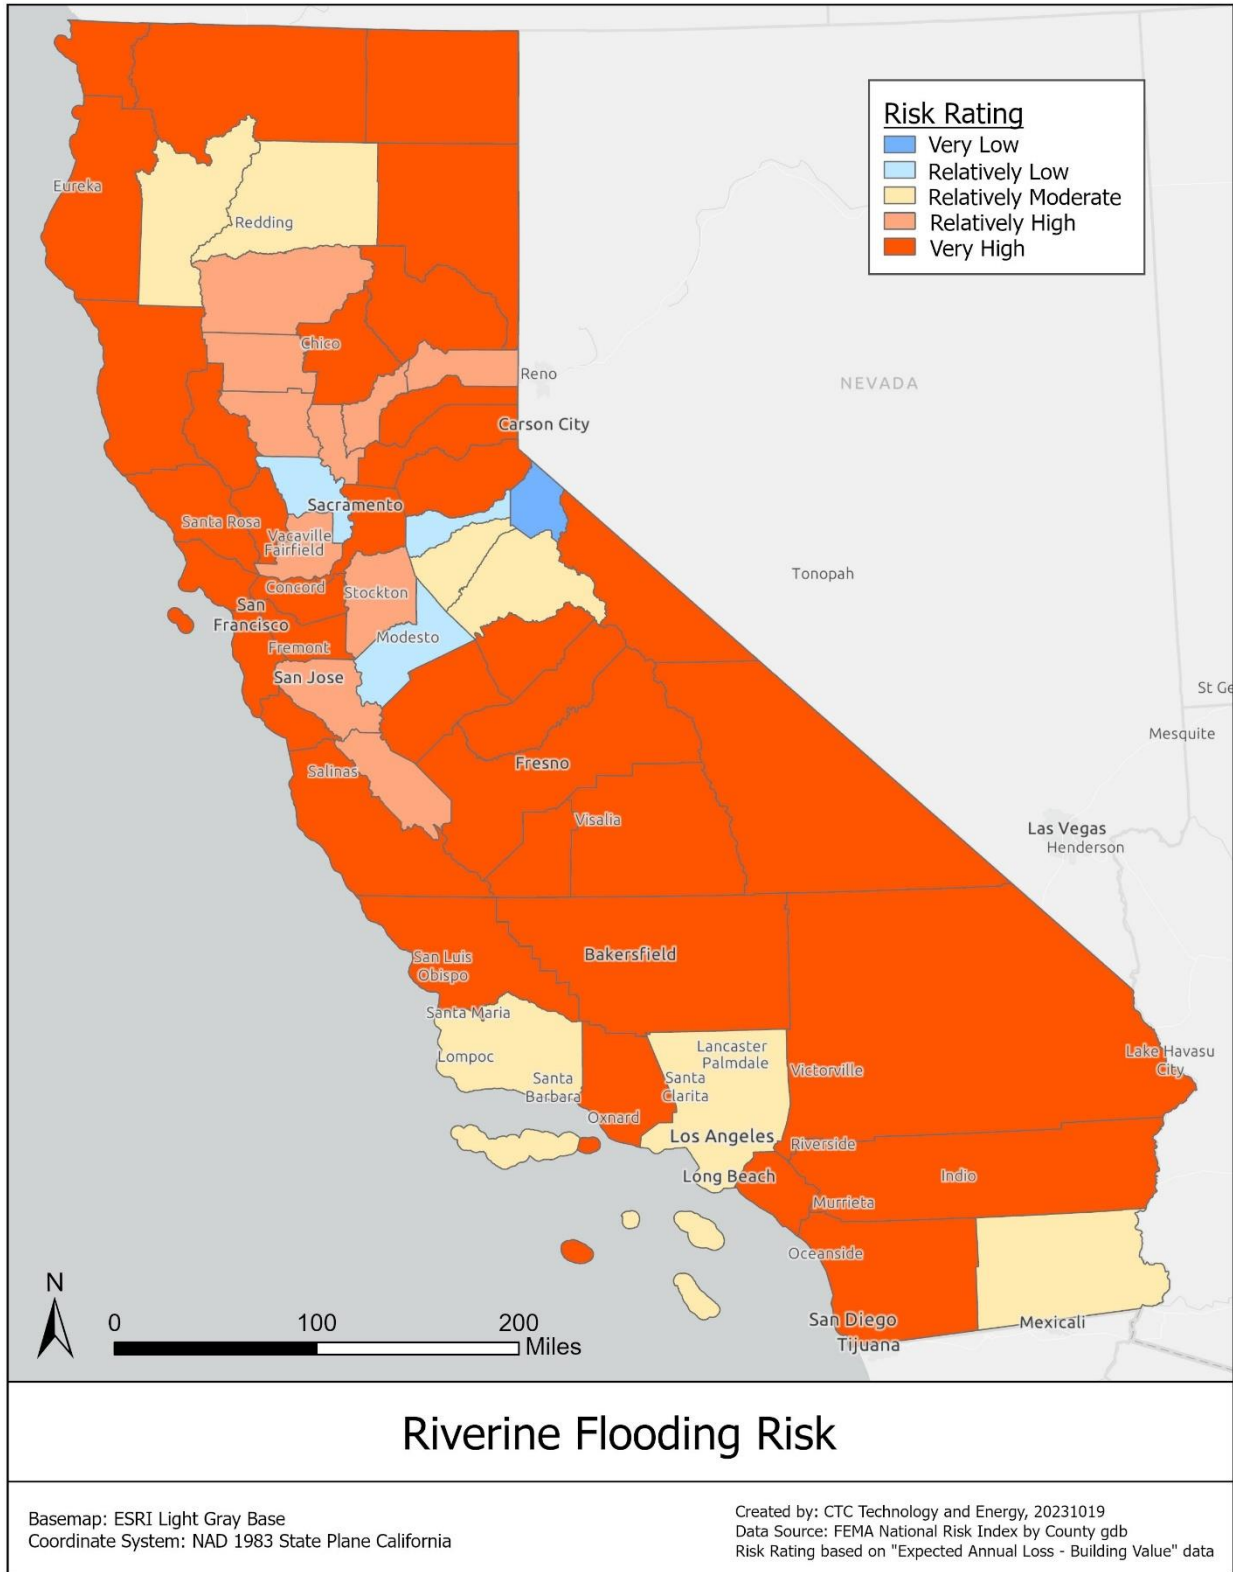 Risk Rating
Very Low
Relatively Low
Relatively Moderate
Relatively High
Very High
Eureka
Redding
Chico
Reno
NEVADA
Carson City
Sacramento
Santa Rosa
Vacaville
Fairfield
Concord
Stockton
San
Francisco
Fremont
Modesto
Tonopah
San Jose
St Ge
Mesquite
Salinas
Fresno
Visalia
Las Vegas
Henderson
Bakersfield
San Luis
Obispo
Santa Maria
Lompoc
Santa
Barbara
Oxnard
Lancaster
Palmdale
Santa
Clarita
Victorville
Lake Havasu
City
Los Angeles
Riverside
Long Beach
Indio
Murrieta
Oceanside
San Diego
Tijuana
Mexicali
N
0 100 200
Miles
Riverine Flooding Risk
Basemap: ESRI Light Gray Base
Coordinate System: NAD 1983 State Plane California
Created by: CTC Technology and Energy, 20231019
Data Source: FEMA National Risk Index by County gdb
Risk Rating based on "Expected Annual Loss - Building Value" data